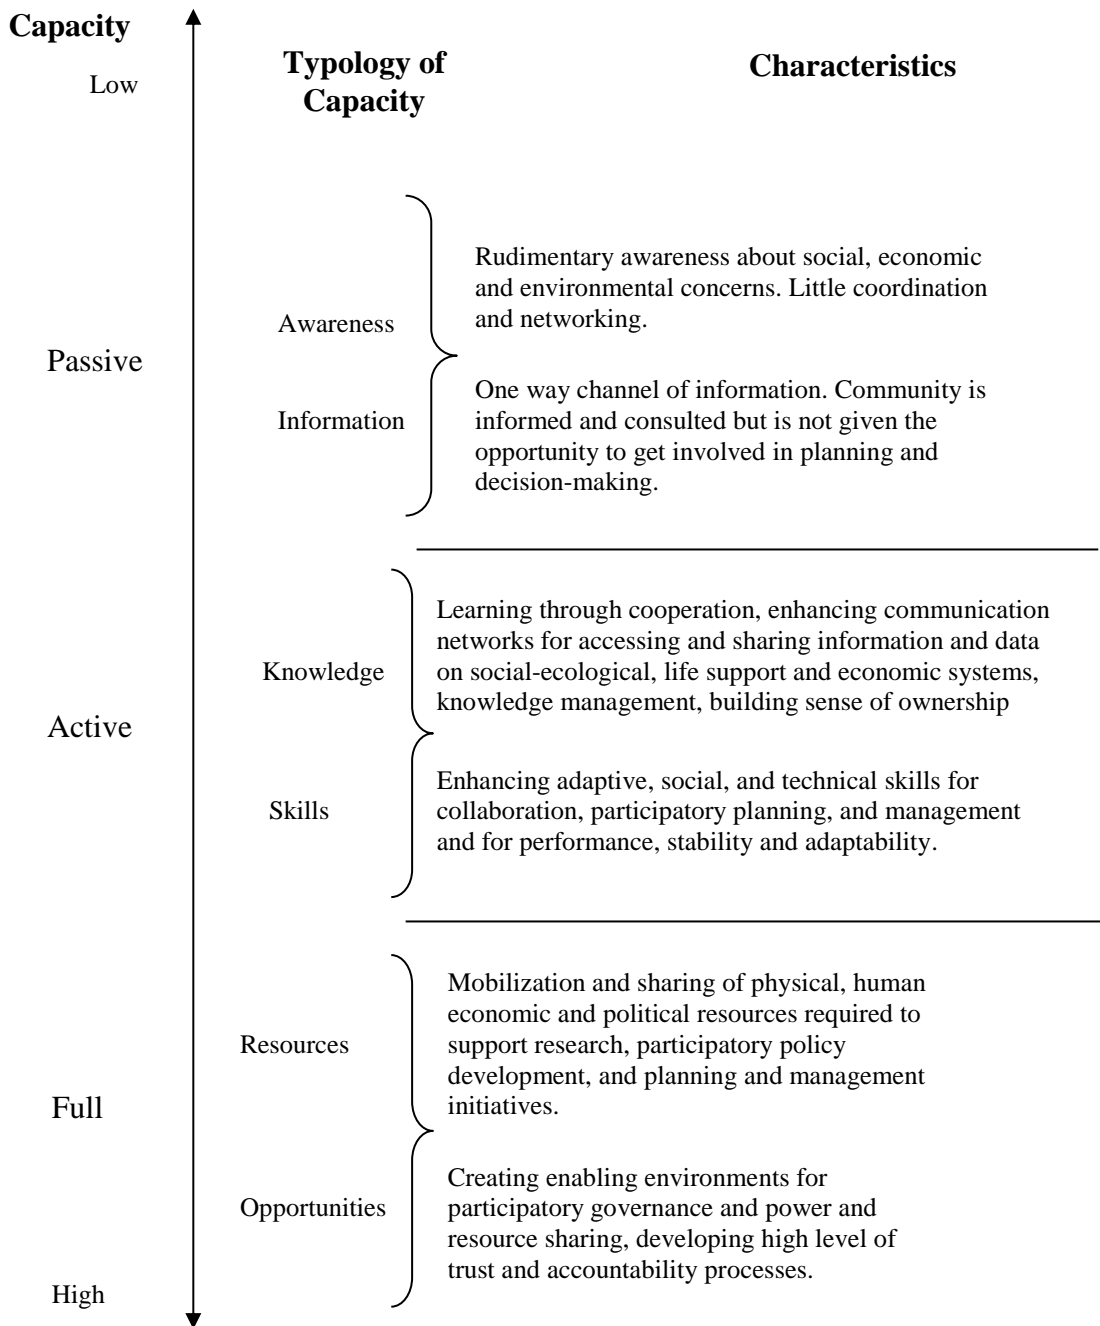 Capacity
Low
Typology of
Capacity
Characteristics
Passive
Awareness
Rudimentary awareness about social, economic
and environmental concerns. Little coordination
and networking.
Information
One way channel of information. Community is
informed and consulted but is not given the
opportunity to get involved in planning and
decision-making.
Active
Knowledge
Learning through cooperation, enhancing communication
networks for accessing and sharing information and data
on social-ecological, life support and economic systems,
knowledge management, building sense of ownership
Skills
Enhancing adaptive, social, and technical skills for
collaboration, participatory planning, and management
and for performance, stability and adaptability.
Full
Resources
Mobilization and sharing of physical, human
economic and political resources required to
support research, participatory policy
development, and planning and management
initiatives.
Opportunities
Creating enabling environments for
participatory governance and power and
resource sharing, developing high level of
trust and accountability processes.
High